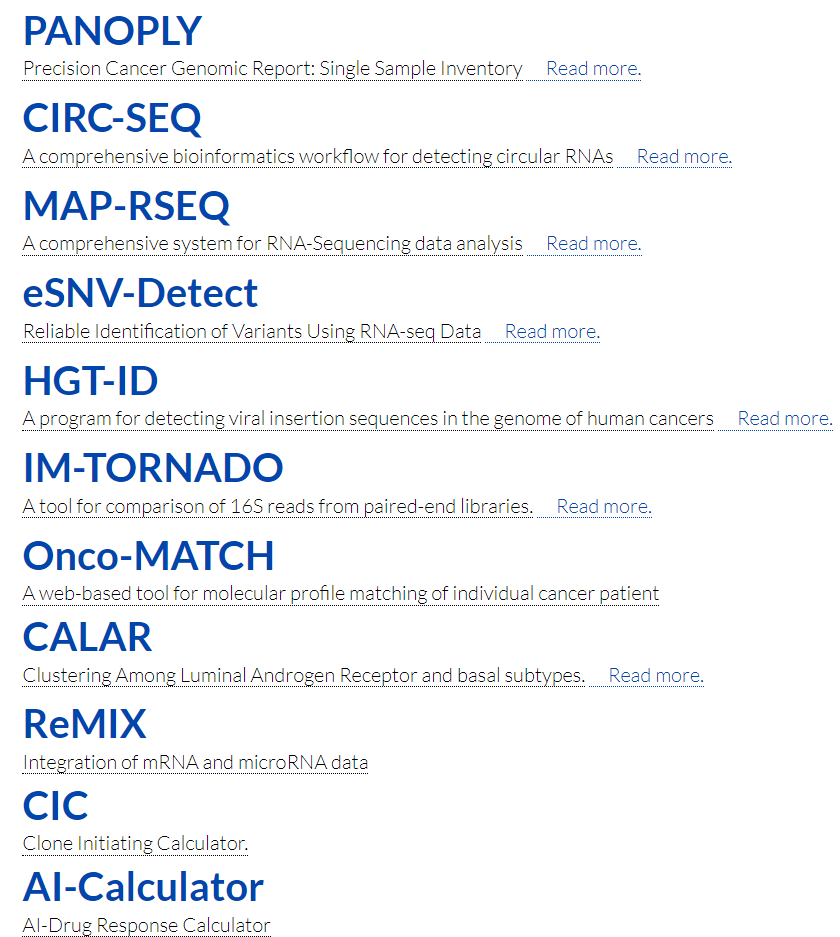 PANOPLY
Precision Cancer Genomic Report: Single Sample Inventory Read more.
CIRC-SEQ
A comprehensive bioinformatics workflow for detecting circular RNAs Read more.
MAP-RSEQ
A comprehensive system for RNA-Sequencing data analysis Read more.
eSNV-Detect
Reliable Identification of Variants Using RNA-seq Data Read more.
HGT-ID
A program for detecting viral insertion sequences in the genome of human cancers Read more.
IM-TORNADO
A tool for comparison of 16S reads from paired-end libraries. Read more.
Onco-MATCH
A web-based tool for molecular profile matching of individual cancer patient
CALAR
Clustering Among Luminal Androgen Receptor and basal subtypes. Read more.
ReMIX
Integration of mRNA and microRNA data
CIC
Clone Initiating Calculator.
AI-Calculator
AI-Drug Response Calculator